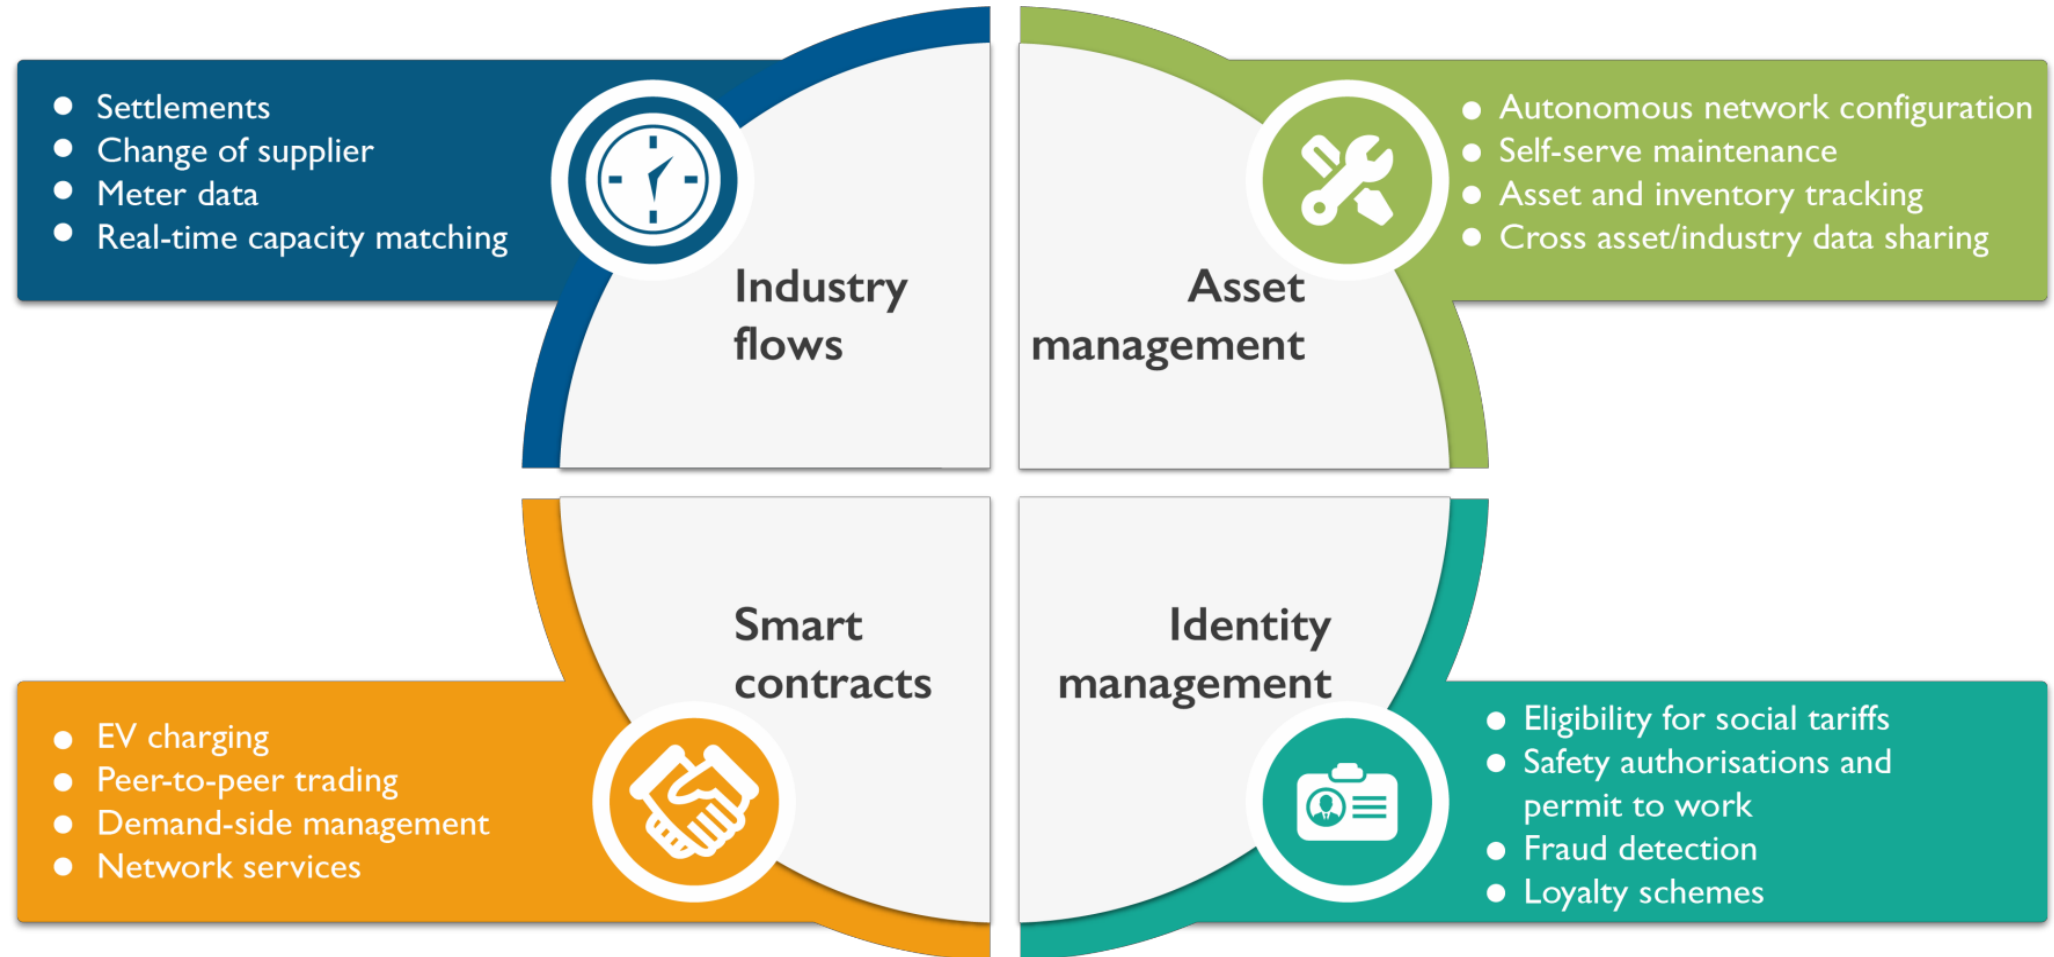 Settlements
Change of supplier
Meter data
Real-time capacity matching
Industry
flows
Autonomous network configuration
Self-serve maintenance
Asset and inventory tracking
Cross asset/industry data sharing
Asset
management
EV charging
Peer-to-peer trading
Demand-side management
Network services
Smart
contracts
Identity
management
Eligibility for social tariffs
Safety authorisations and
permit to work
Fraud detection
Loyalty schemes